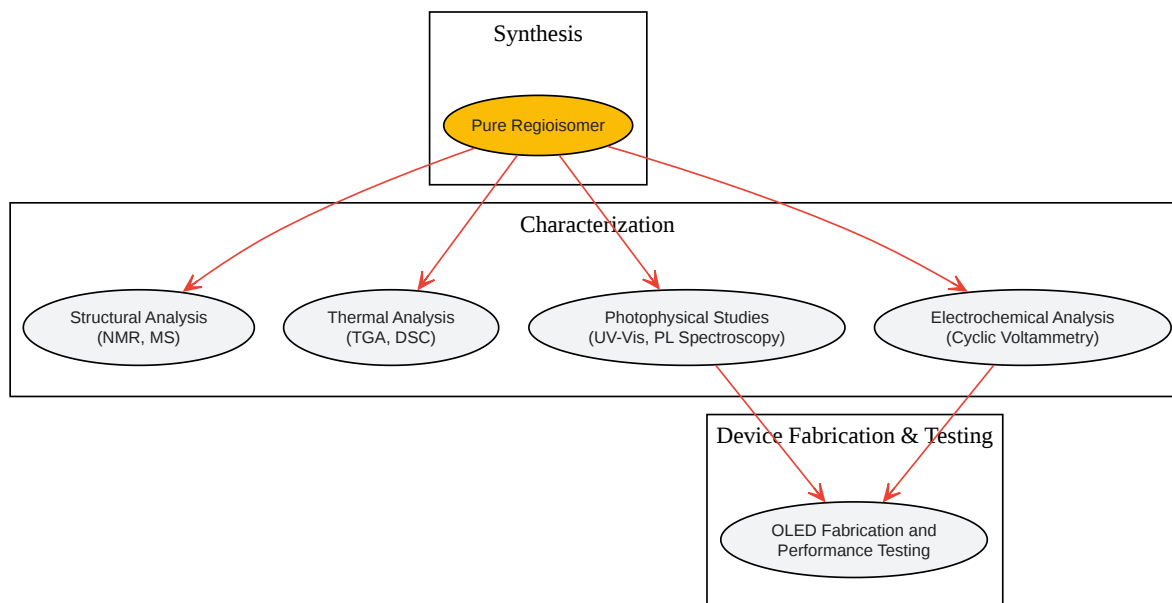 Synthesis
Pure Regioisomer
Characterization
Structural Analysis
(NMR, MS)
Thermal Analysis
(TGA, DSC)
Photophysical Studies
(UV-Vis, PL Spectroscopy)
Electrochemical Analysis
(Cyclic Voltammetry)
Device Fabrication & Testing
OLED Fabrication and
Performance Testing